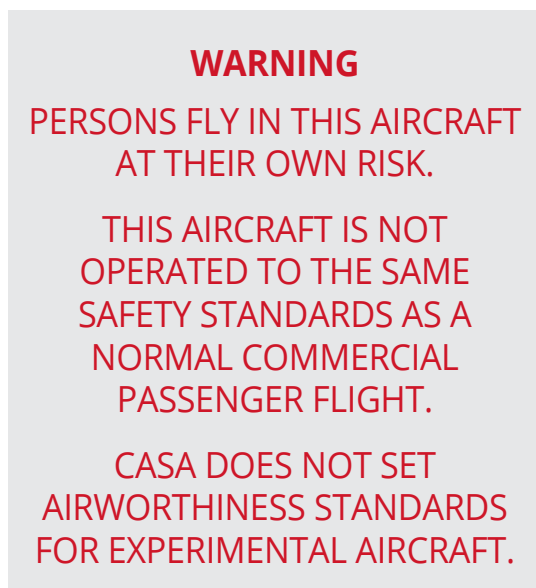 WARNING
PERSONS FLY IN THIS AIRCRAFT
AT THEIR OWN RISK.
THIS AIRCRAFT IS NOT
OPERATED TO THE SAME
SAFETY STANDARDS AS A
NORMAL COMMERCIAL
PASSENGER FLIGHT.
CASA DOES NOT SET
AIRWORTHINESS STANDARDS
FOR EXPERIMENTAL AIRCRAFT.